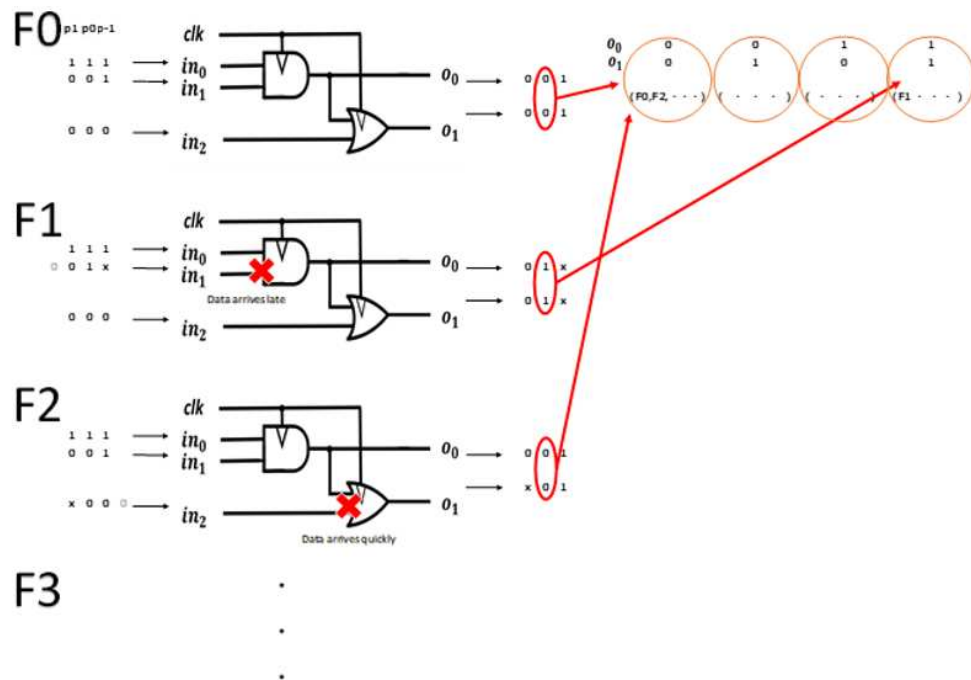 F0 p1 p0 p-1
clk
1 1 1 in₀
0 0 1 in₁
0 0 0 in₂
o₀ 0 0 1
o₁ 0 0 1
o₀ 0 0 1 1
o₁ 0 1 0 1
(F0,F2,- - -) ( - - - ) ( - - - ) (F1 - - - )
F1
clk
1 1 1 in₀
0 0 1 x in₁
Data arrives late
0 0 0 in₂
o₀ 0 1 x
o₁ 0 1 x
F2
clk
1 1 1 in₀
0 0 1 in₁
x 0 0 0 in₂
o₀ 0 0 1
o₁ x 0 1
Data arrives quickly
F3